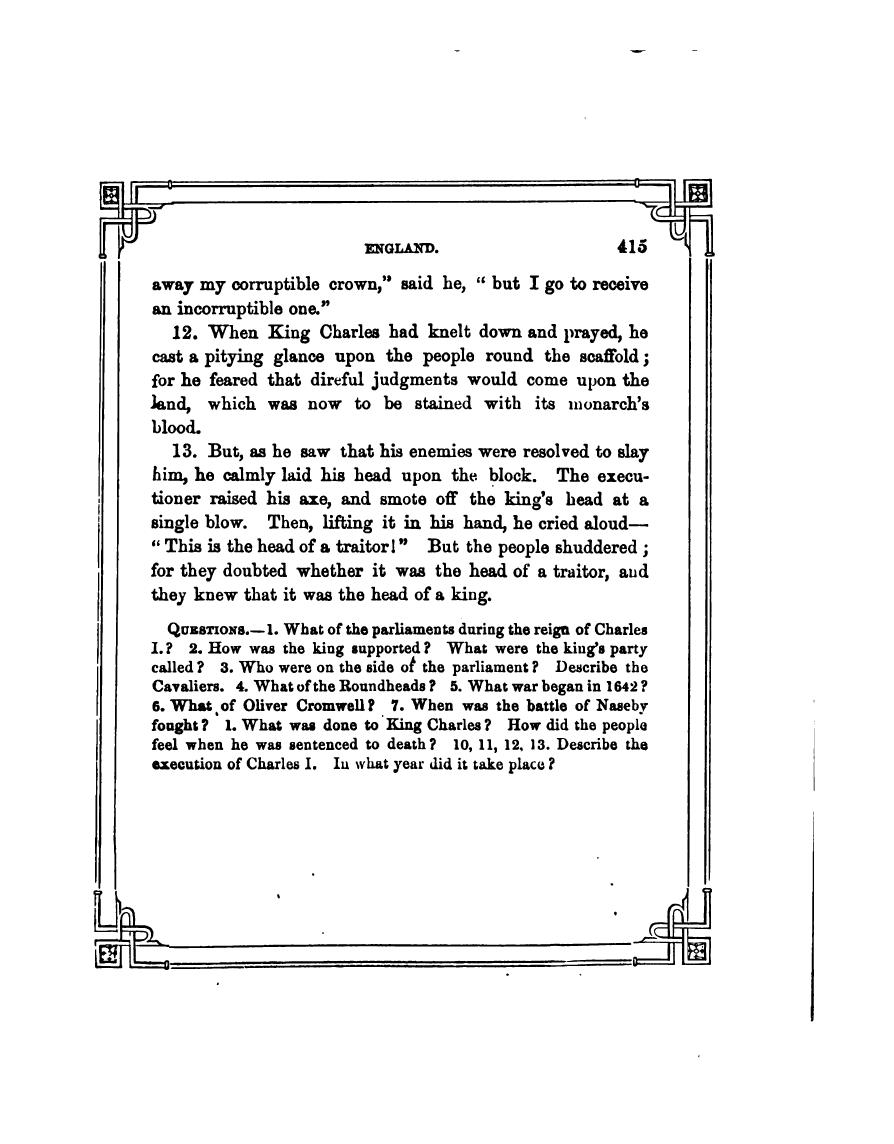 ENGLAND. 415
away my corruptible crown," said he, " but I go to receive
an incorruptible one."
12. When King Charles had knelt down and prayed, he
cast a pitying glance upon the people round the scaffold ;
for he feared that direful judgments would come upon the
land, which was now to be stained with its monarch's
blood.
13. But, as he saw that his enemies were resolved to slay
him, he calmly laid his head upon the block. The execu-
tioner raised his axe, and smote off the king's head at a
single blow. Then, lifting it in his hand, he cried aloud—
" This is the head of a traitor!" But the people shuddered ;
for they doubted whether it was the head of a traitor, and
they knew that it was the head of a king.
QUESTIONS.—1. What of the parliaments during the reign of Charles
I.? 2. How was the king supported? What were the king's party
called? 3. Who were on the side of the parliament? Describe the
Cavaliers. 4. What of the Roundheads? 5. What war began in 1642?
6. What of Oliver Cromwell? 7. When was the battle of Naseby
fought? 1. What was done to King Charles? How did the people
feel when he was sentenced to death? 10, 11, 12, 13. Describe the
execution of Charles I. In what year did it take place?